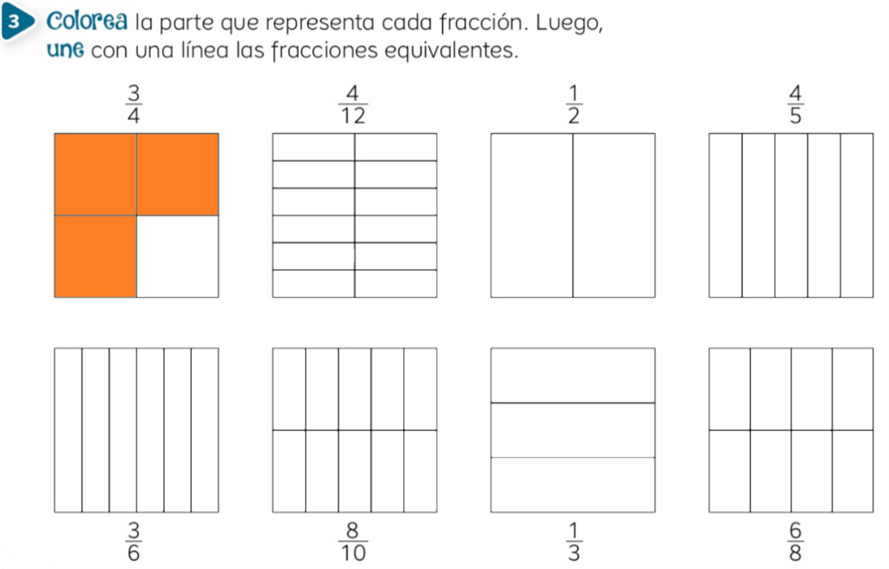 3 Colorea la parte que representa cada fracción. Luego,
une con una línea las fracciones equivalentes.
3/4 4/12 1/2 4/5
3/6 8/10 1/3 6/8